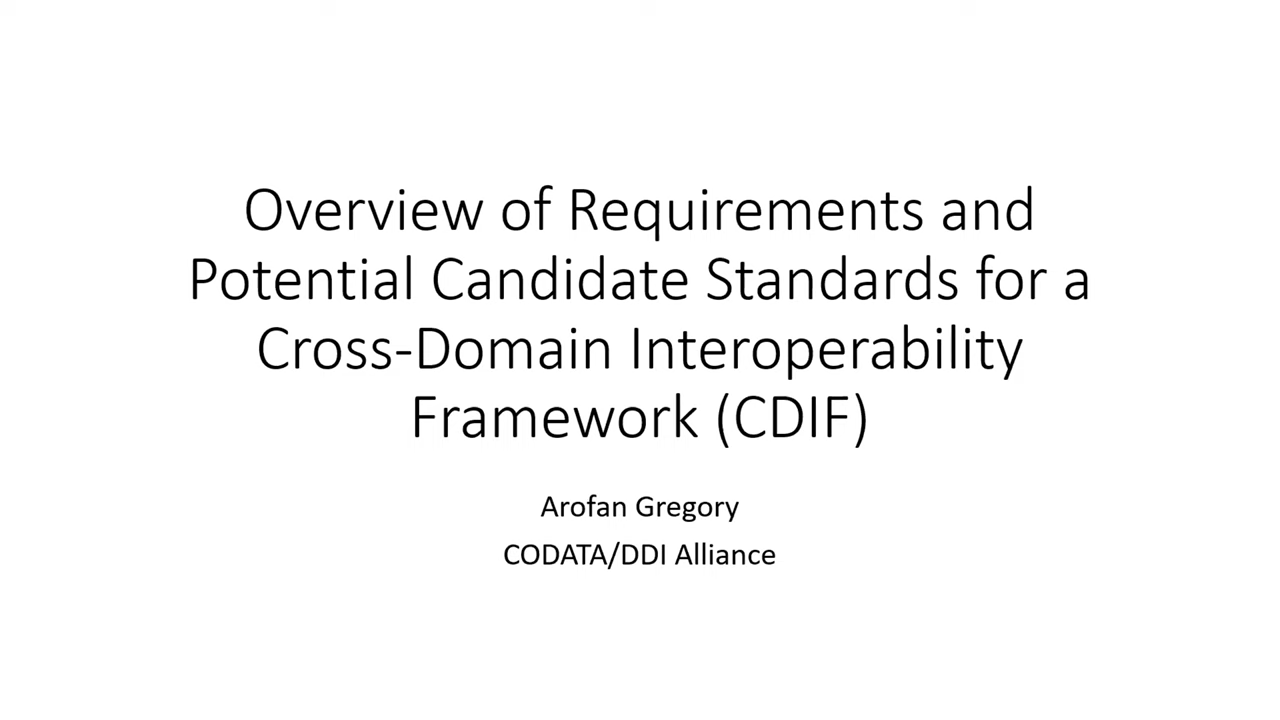 Overview of Requirements and
Potential Candidate Standards for a
Cross-Domain Interoperability
Framework (CDIF)
Arofan Gregory
CODATA/DDI Alliance